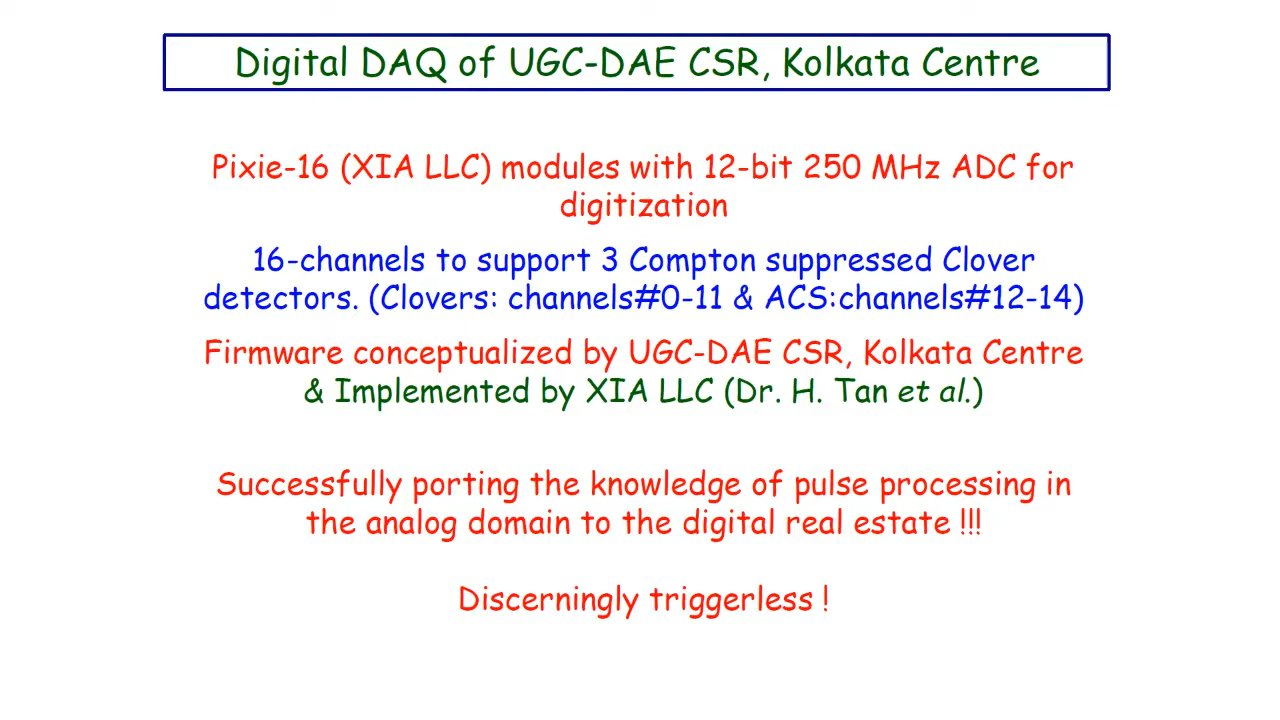 Digital DAQ of UGC-DAE CSR, Kolkata Centre
Pixie-16 (XIA LLC) modules with 12-bit 250 MHz ADC for
digitization
16-channels to support 3 Compton suppressed Clover
detectors. (Clovers: channels#0-11 & ACS:channels#12-14)
Firmware conceptualized by UGC-DAE CSR, Kolkata Centre
& Implemented by XIA LLC (Dr. H. Tan et al.)
Successfully porting the knowledge of pulse processing in
the analog domain to the digital real estate !!!
Discerningly triggerless !